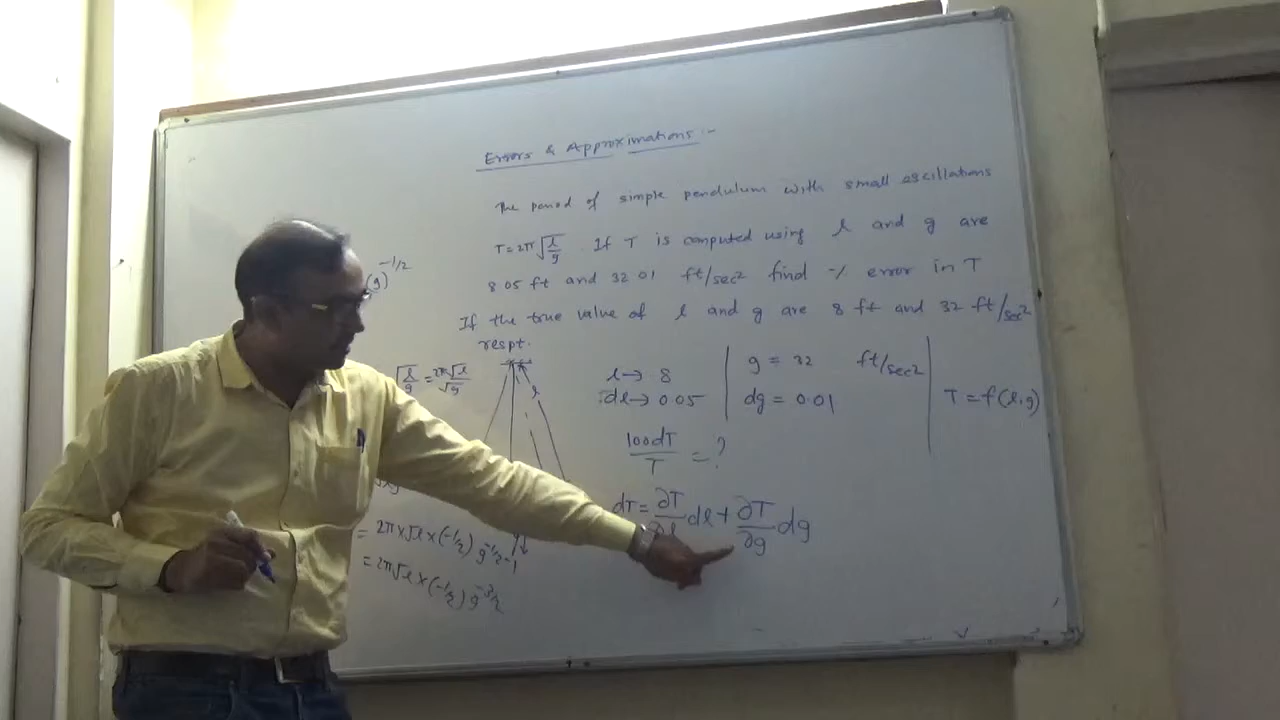 Errors & Approximations :-
The period of simple pendulum with small oscillations
T=2π√(l/g) . If T is computed using l and g are
8.05 ft and 32.01 ft/sec² find % error in T
If the true value of l and g are 8 ft and 32 ft/sec²
respt.
(g)^-1/2
√(l/g) = 2π√l/√g
= 2π×√l×(-1/2) g^-1/2-1
= 2π√l×(-1/2) g^-3/2
l
l→ 8
dl→ 0.05
g = 32 ft/sec²
dg = 0.01
T = f(l,g)
100dT/T = ?
dT = ∂T/∂l dl + ∂T/∂g dg